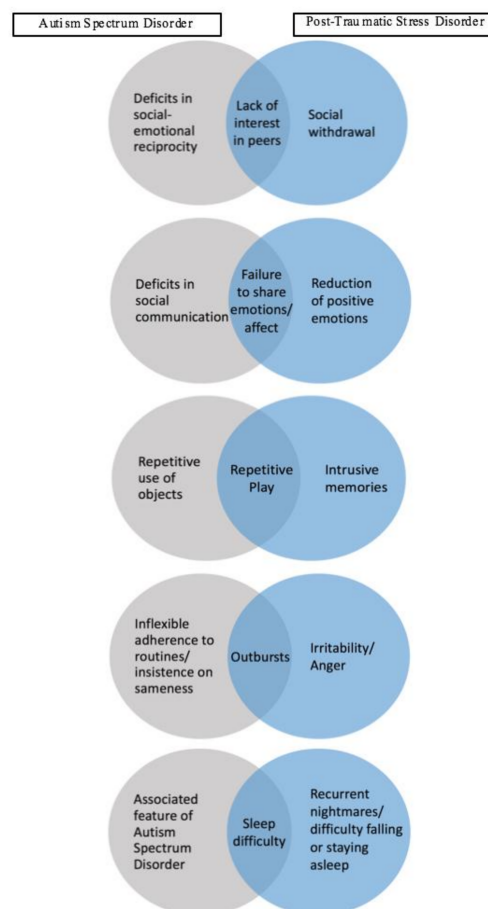 Autism Spectrum Disorder
Post-Traumatic Stress Disorder
Deficits in
social-
emotional
reciprocity
Lack of
interest
in peers
Social
withdrawal
Deficits in
social
communication
Failure
to share
emotions/
affect
Reduction
of positive
emotions
Repetitive
use of
objects
Repetitive
Play
Intrusive
memories
Inflexible
adherence to
routines/
insistence on
sameness
Outbursts
Irritability/
Anger
Associated
feature of
Autism
Spectrum
Disorder
Sleep
difficulty
Recurrent
nightmares/
difficulty falling
or staying
asleep